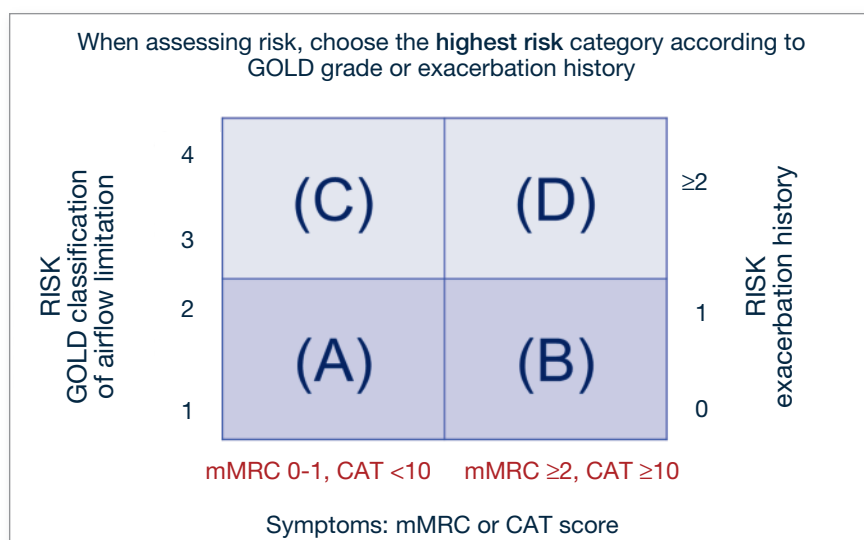 When assessing risk, choose the highest risk category according to
GOLD grade or exacerbation history
RISK
GOLD classification
of airflow limitation
4
3
2
1
(C)
(D)
(A)
(B)
≥2
1
0
RISK
exacerbation history
mMRC 0-1, CAT <10
mMRC ≥2, CAT ≥10
Symptoms: mMRC or CAT score